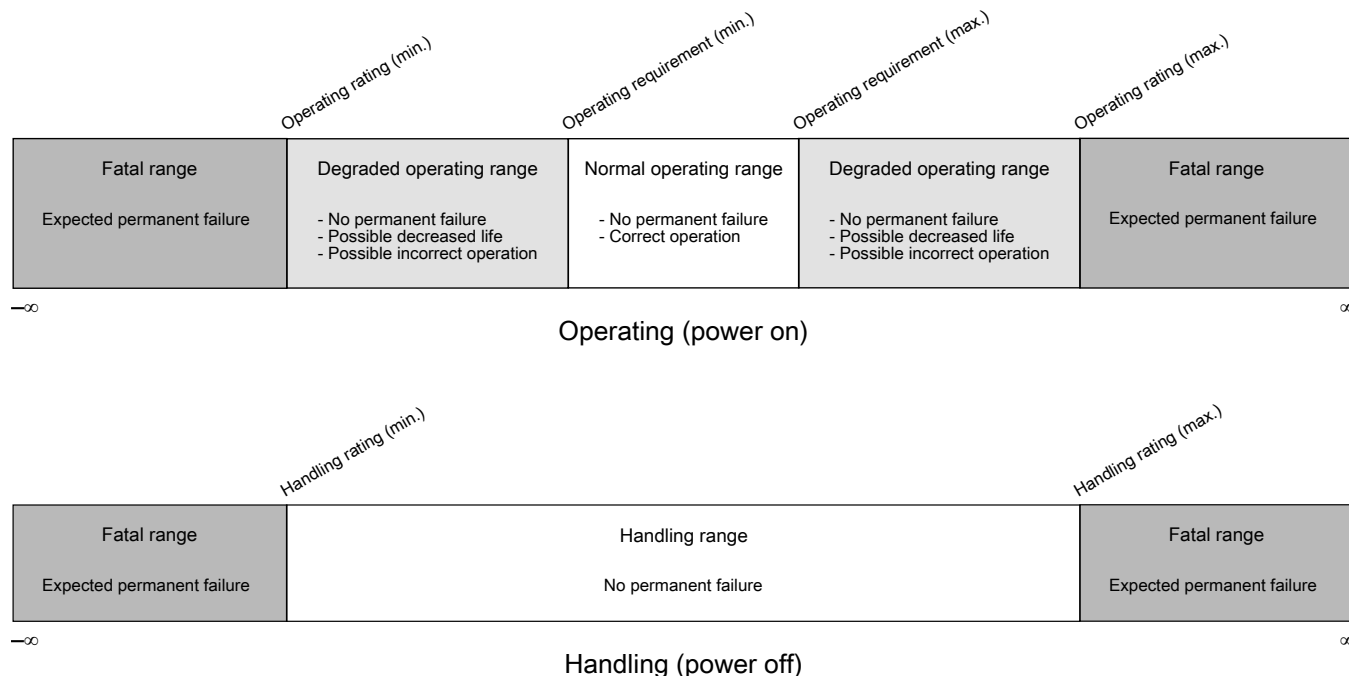 Operating rating (min.)
Operating requirement (min.)
Operating requirement (max.)
Operating rating (max.)
Fatal range
Degraded operating range
Normal operating range
Degraded operating range
Fatal range
Expected permanent failure
- No permanent failure
- Possible decreased life
- Possible incorrect operation
- No permanent failure
- Correct operation
- No permanent failure
- Possible decreased life
- Possible incorrect operation
Expected permanent failure
–∞
∞
Operating (power on)
Handling rating (min.)
Handling rating (max.)
Fatal range
Handling range
Fatal range
Expected permanent failure
No permanent failure
Expected permanent failure
–∞
∞
Handling (power off)